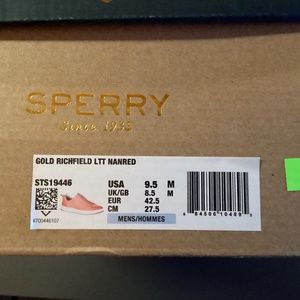 SPERRY
Since 1935
GOLD RICHFIELD LTT NANRED
STS19446
USA 9.5 M
UK/GB 8.5 M
EUR 42.5
CM 27.5
MENS/HOMMES
4703446107